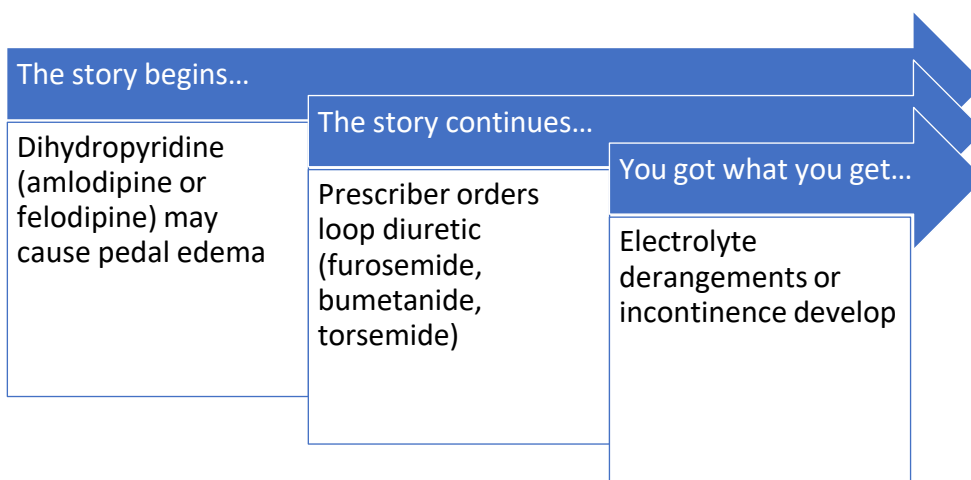 The story begins…
Dihydropyridine
(amlodipine or
felodipine) may
cause pedal edema
The story continues…
Prescriber orders
loop diuretic
(furosemide,
bumetanide,
torsemide)
You got what you get…
Electrolyte
derangements or
incontinence develop